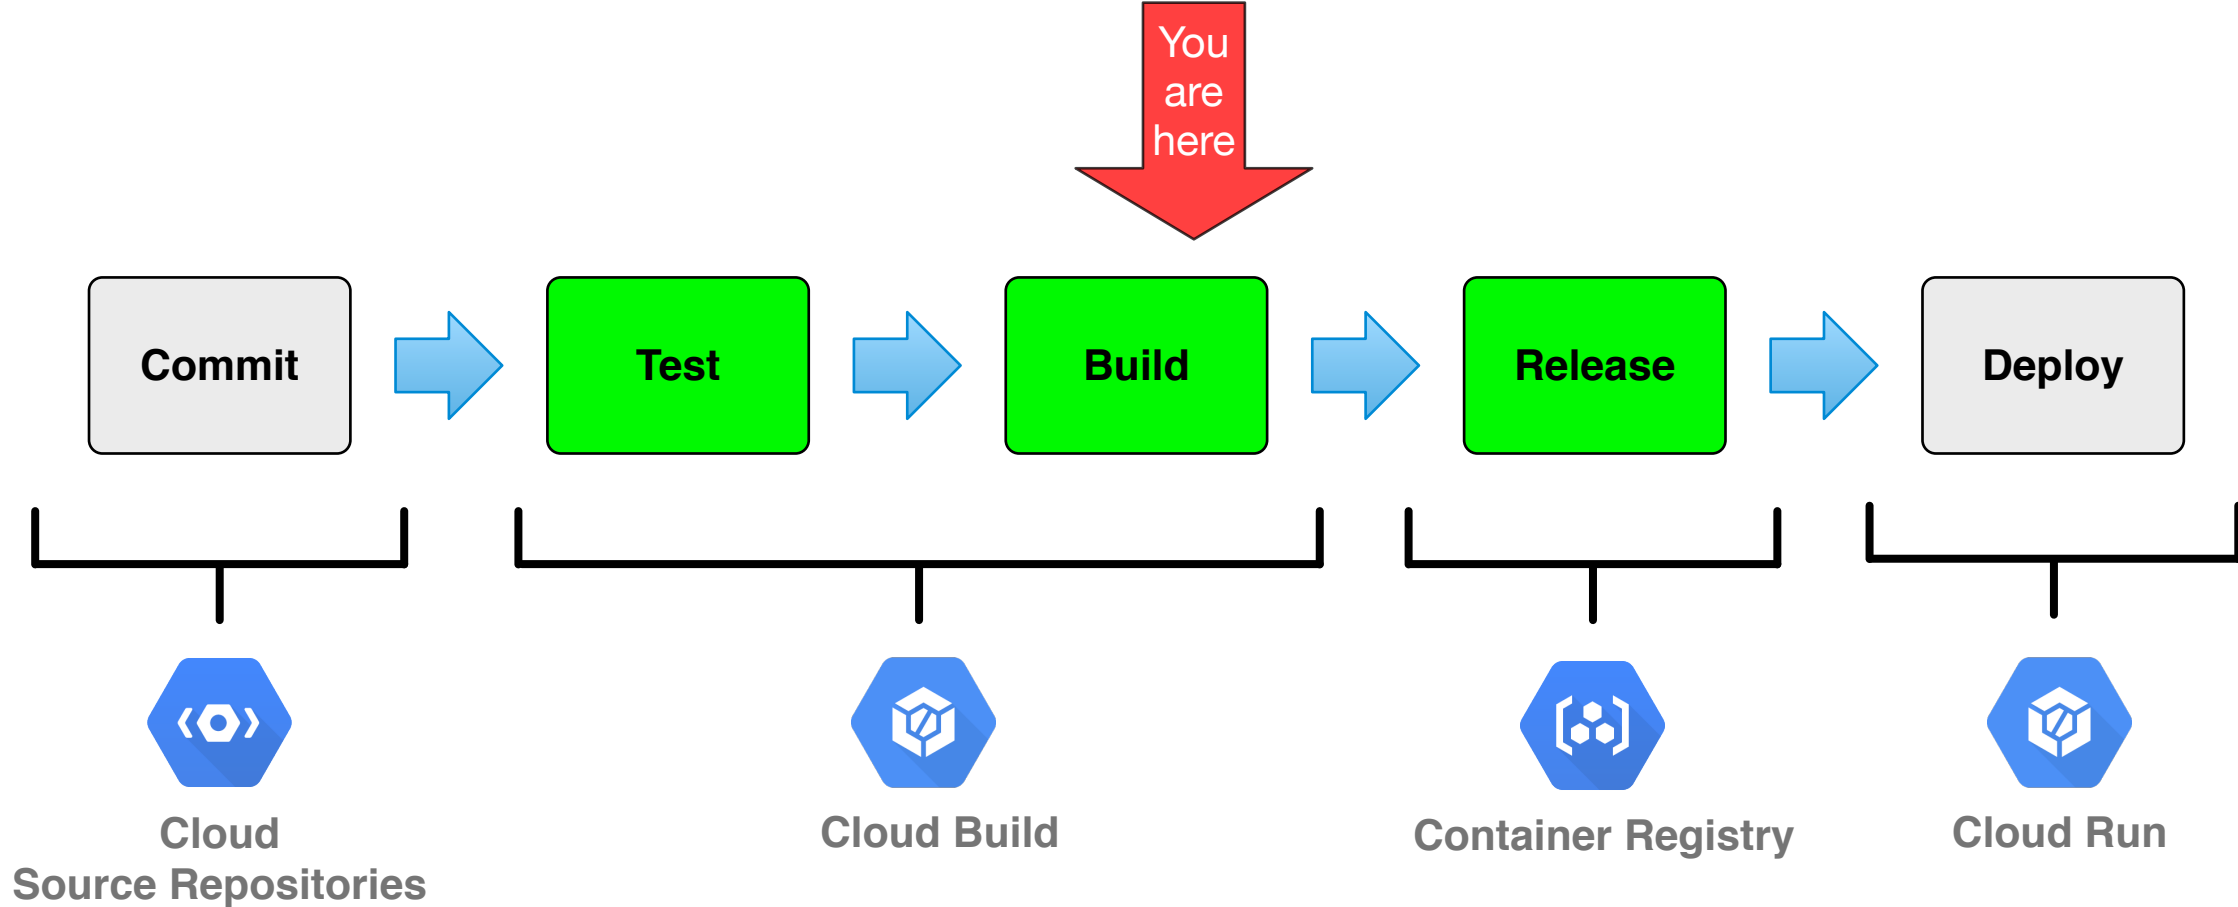 You
are
here
Commit
Test
Build
Release
Deploy
Cloud
Source Repositories
Cloud Build
Container Registry
Cloud Run